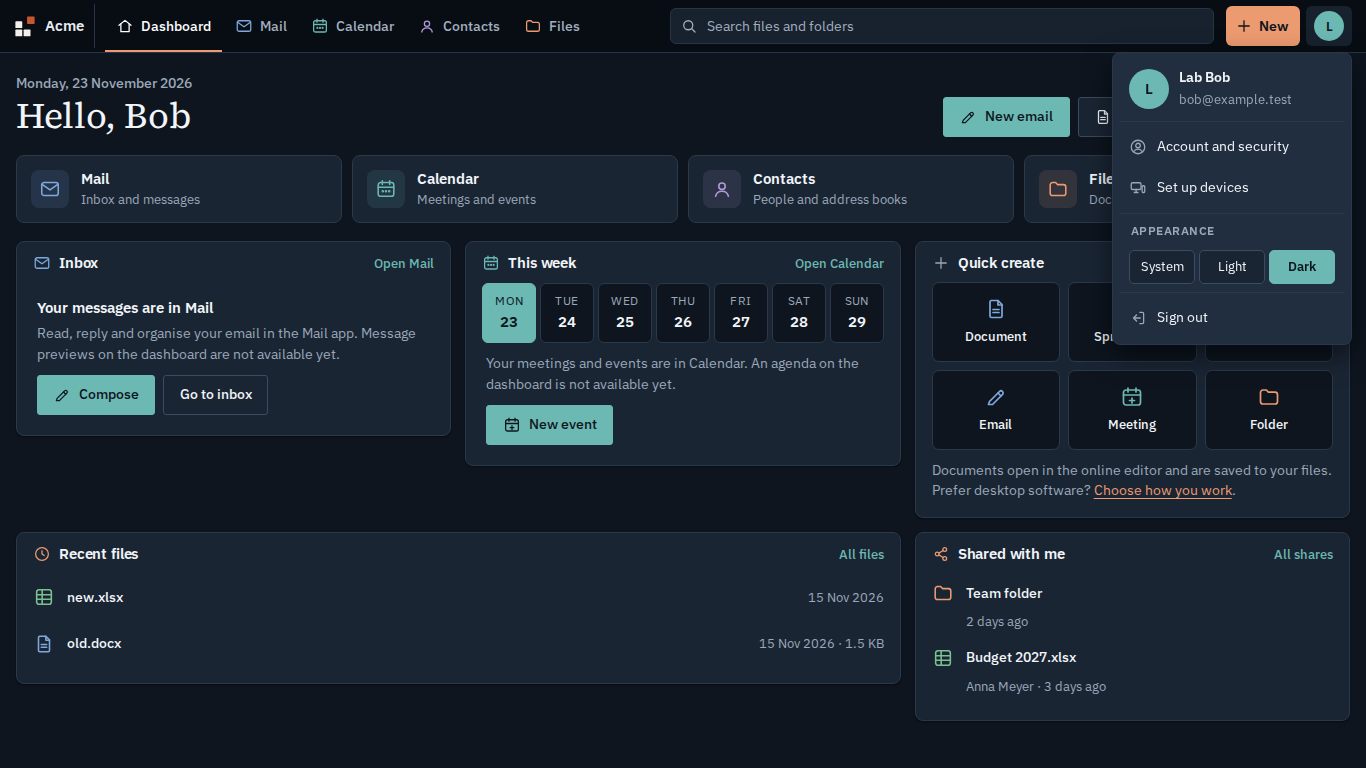 Acme
Dashboard
Mail
Calendar
Contacts
Files
Search files and folders
New
L
Monday, 23 November 2026
Hello, Bob
New email
L
Lab Bob
bob@example.test
Account and security
Set up devices
APPEARANCE
System
Light
Dark
Sign out
Mail
Inbox and messages
Calendar
Meetings and events
Contacts
People and address books
Inbox
Open Mail
Your messages are in Mail
Read, reply and organise your email in the Mail app. Message
previews on the dashboard are not available yet.
Compose
Go to inbox
This week
Open Calendar
MON
23
TUE
24
WED
25
THU
26
FRI
27
SAT
28
SUN
29
Your meetings and events are in Calendar. An agenda on the
dashboard is not available yet.
New event
Quick create
Document
Email
Meeting
Folder
Documents open in the online editor and are saved to your files.
Prefer desktop software? Choose how you work.
Recent files
All files
new.xlsx
15 Nov 2026
old.docx
15 Nov 2026 · 1.5 KB
Shared with me
All shares
Team folder
2 days ago
Budget 2027.xlsx
Anna Meyer · 3 days ago